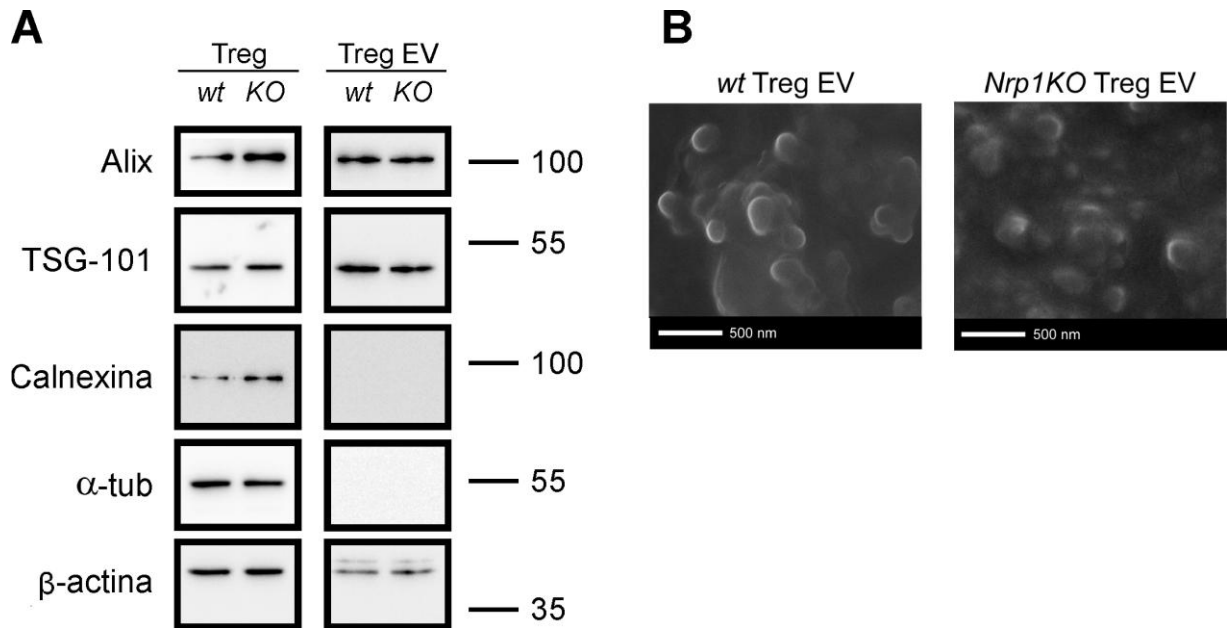 A
Treg Treg EV
wt KO wt KO
Alix 100
TSG-101 55
Calnexina 100
α-tub 55
β-actina 35
B
wt Treg EV Nrp1KO Treg EV
500 nm 500 nm